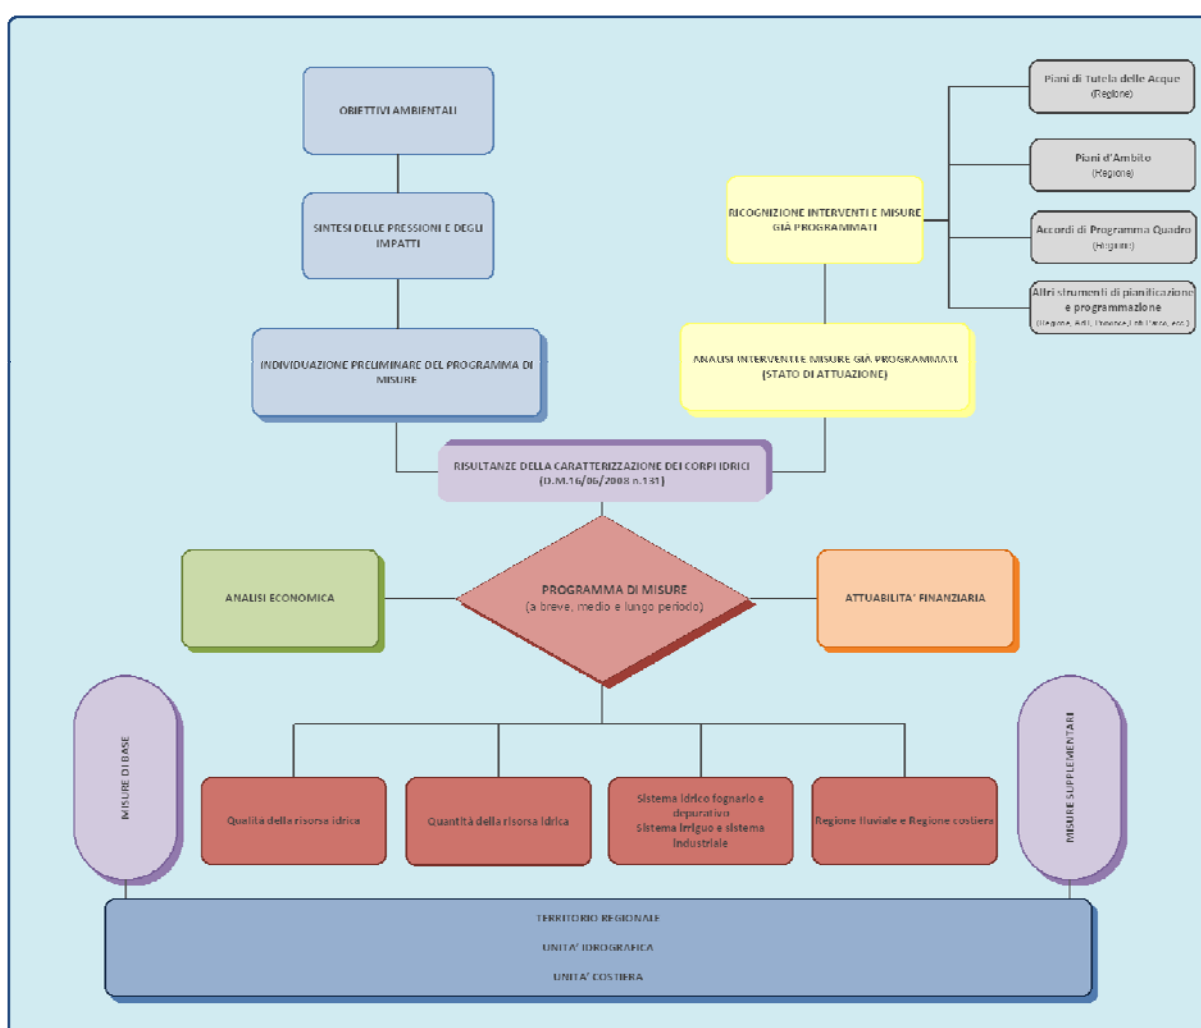 OBIETTIVI AMBIENTALI
SINTESI DELLE PRESSIONI E DEGLI
IMPATTI
INDIVIDUAZIONE PRELIMINARE DEL PROGRAMMA DI
MISURE
RICOGNIZIONE INTERVENTI E MISURE
GIÀ PROGRAMMATI
ANALISI INTERVENTI E MISURE GIÀ PROGRAMMATI
(STATO DI ATTUAZIONE)
Piani di Tutela delle Acque
(Regione)
Piani d'Ambito
(Regione)
Accordi di Programma Quadro
(Regione)
Altri strumenti di pianificazione
e programmazione
(Regione, Province, Parco, ecc.)
RISULTANZE DELLA CARATTERIZZAZIONE DEI CORPI IDRICI
(D.M.16/06/2008 n.131)
ANALISI ECONOMICA
PROGRAMMA DI MISURE
(a breve, medio e lungo periodo)
ATTUABILITA' FINANZIARIA
MISURE DI BASE
Qualità della risorsa idrica
Quantità della risorsa idrica
Sistema idrico fognario e
depurativo
Sistema irriguo e sistema
industriale
Regione fluviale e Regione costiera
MISURE SUPPLEMENTARI
TERRITORIO REGIONALE
UNITA' IDROGRAFICA
UNITA' COSTIERA